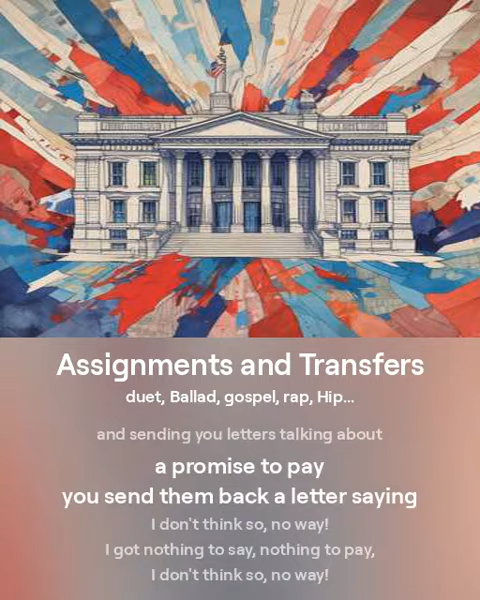 Assignments and Transfers
duet, Ballad, gospel, rap, Hip...
and sending you letters talking about
a promise to pay
you send them back a letter saying
I don't think so, no way!
I got nothing to say, nothing to pay,
I don't think so, no way!